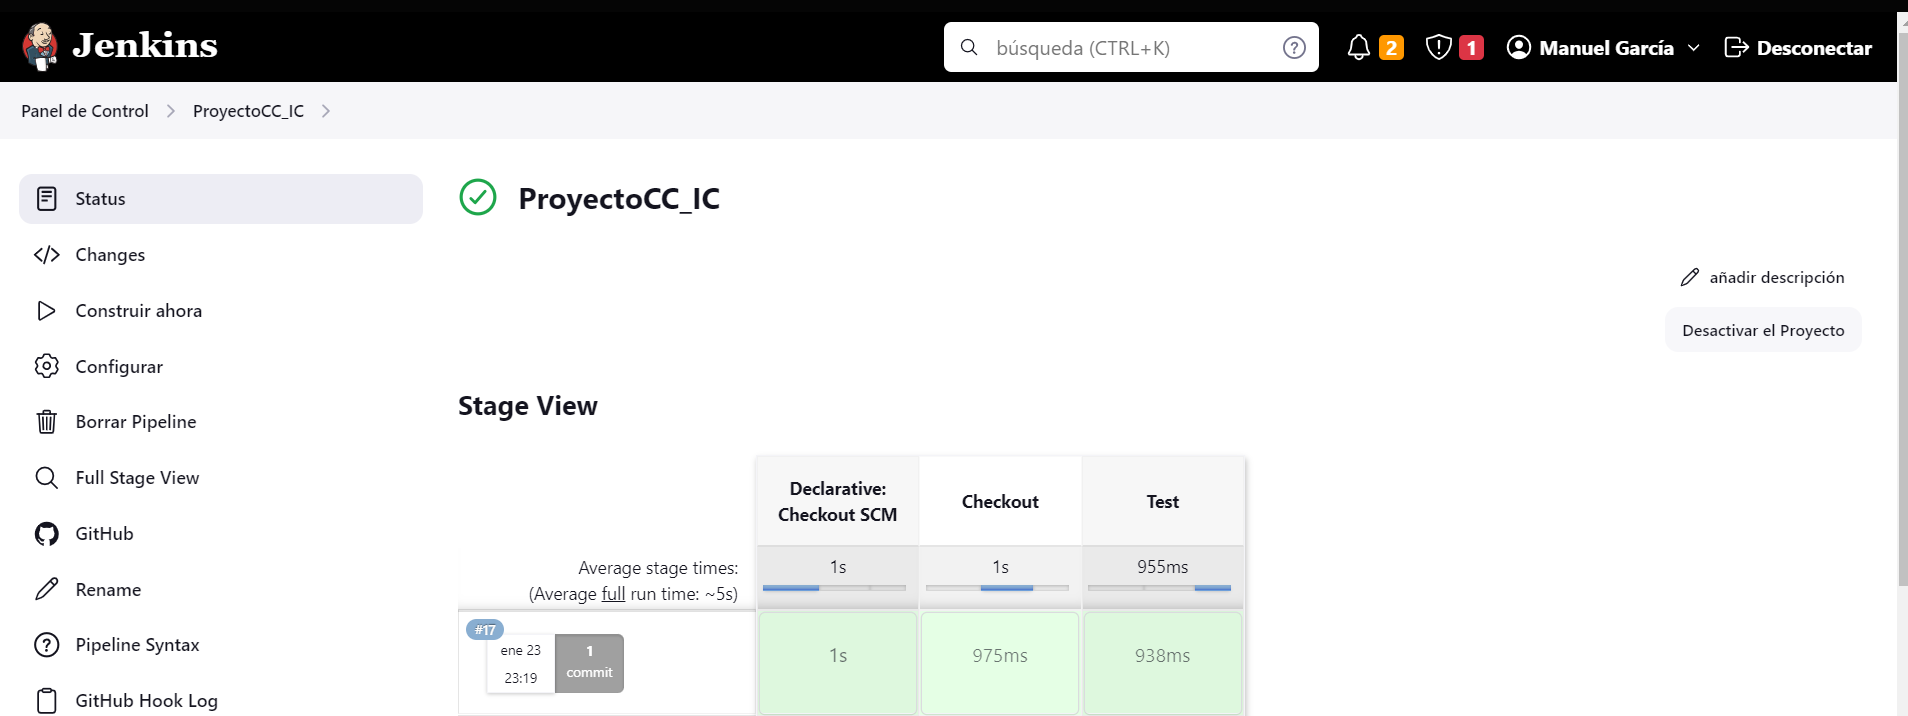 Jenkins
búsqueda (CTRL+K)
?
2
1
Manuel García
Desconectar
Panel de Control
ProyectoCC_IC
Status
Changes
Construir ahora
Configurar
Borrar Pipeline
Full Stage View
GitHub
Rename
Pipeline Syntax
GitHub Hook Log
ProyectoCC_IC
añadir descripción
Desactivar el Proyecto
Stage View
Declarative:
Checkout SCM
Checkout
Test
Average stage times:
(Average full run time: ~5s)
1s
1s
955ms
#17
ene 23
23:19
1
commit
1s
975ms
938ms